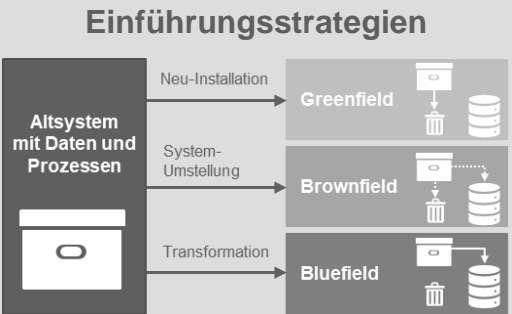 Einführungsstrategien
Altsystem
mit Daten und
Prozessen
Neu-Installation
Greenfield
System-
Umstellung
Brownfield
Transformation
Bluefield